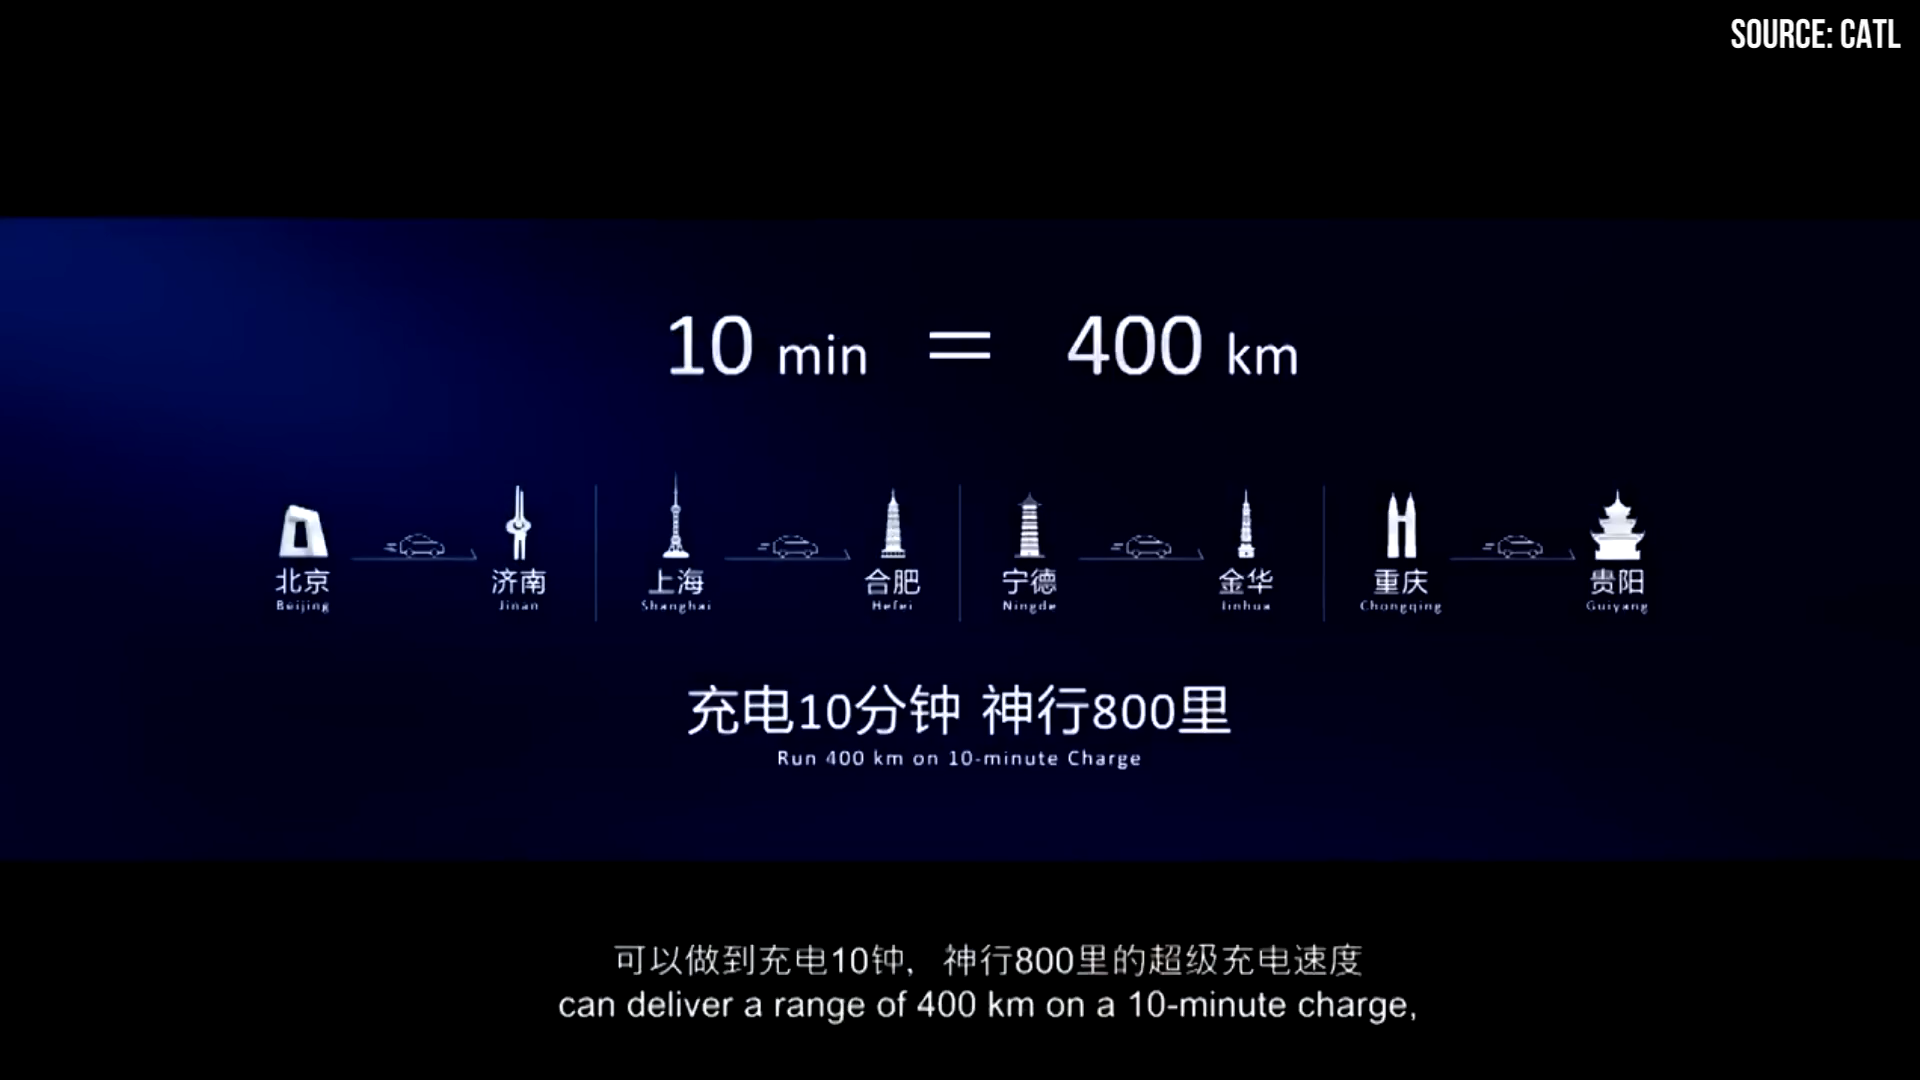 SOURCE: CATL
10 min = 400 km
北京 济南 上海 合肥 宁德 金华 重庆 贵阳
Beijing Jinan Shanghai Hefei Ningde Jinhua Chongqing Guiyang
充电10分钟 神行800里
Run 400 km on 10-minute Charge
可以做到充电10钟, 神行800里的超级充电速度
can deliver a range of 400 km on a 10-minute charge,